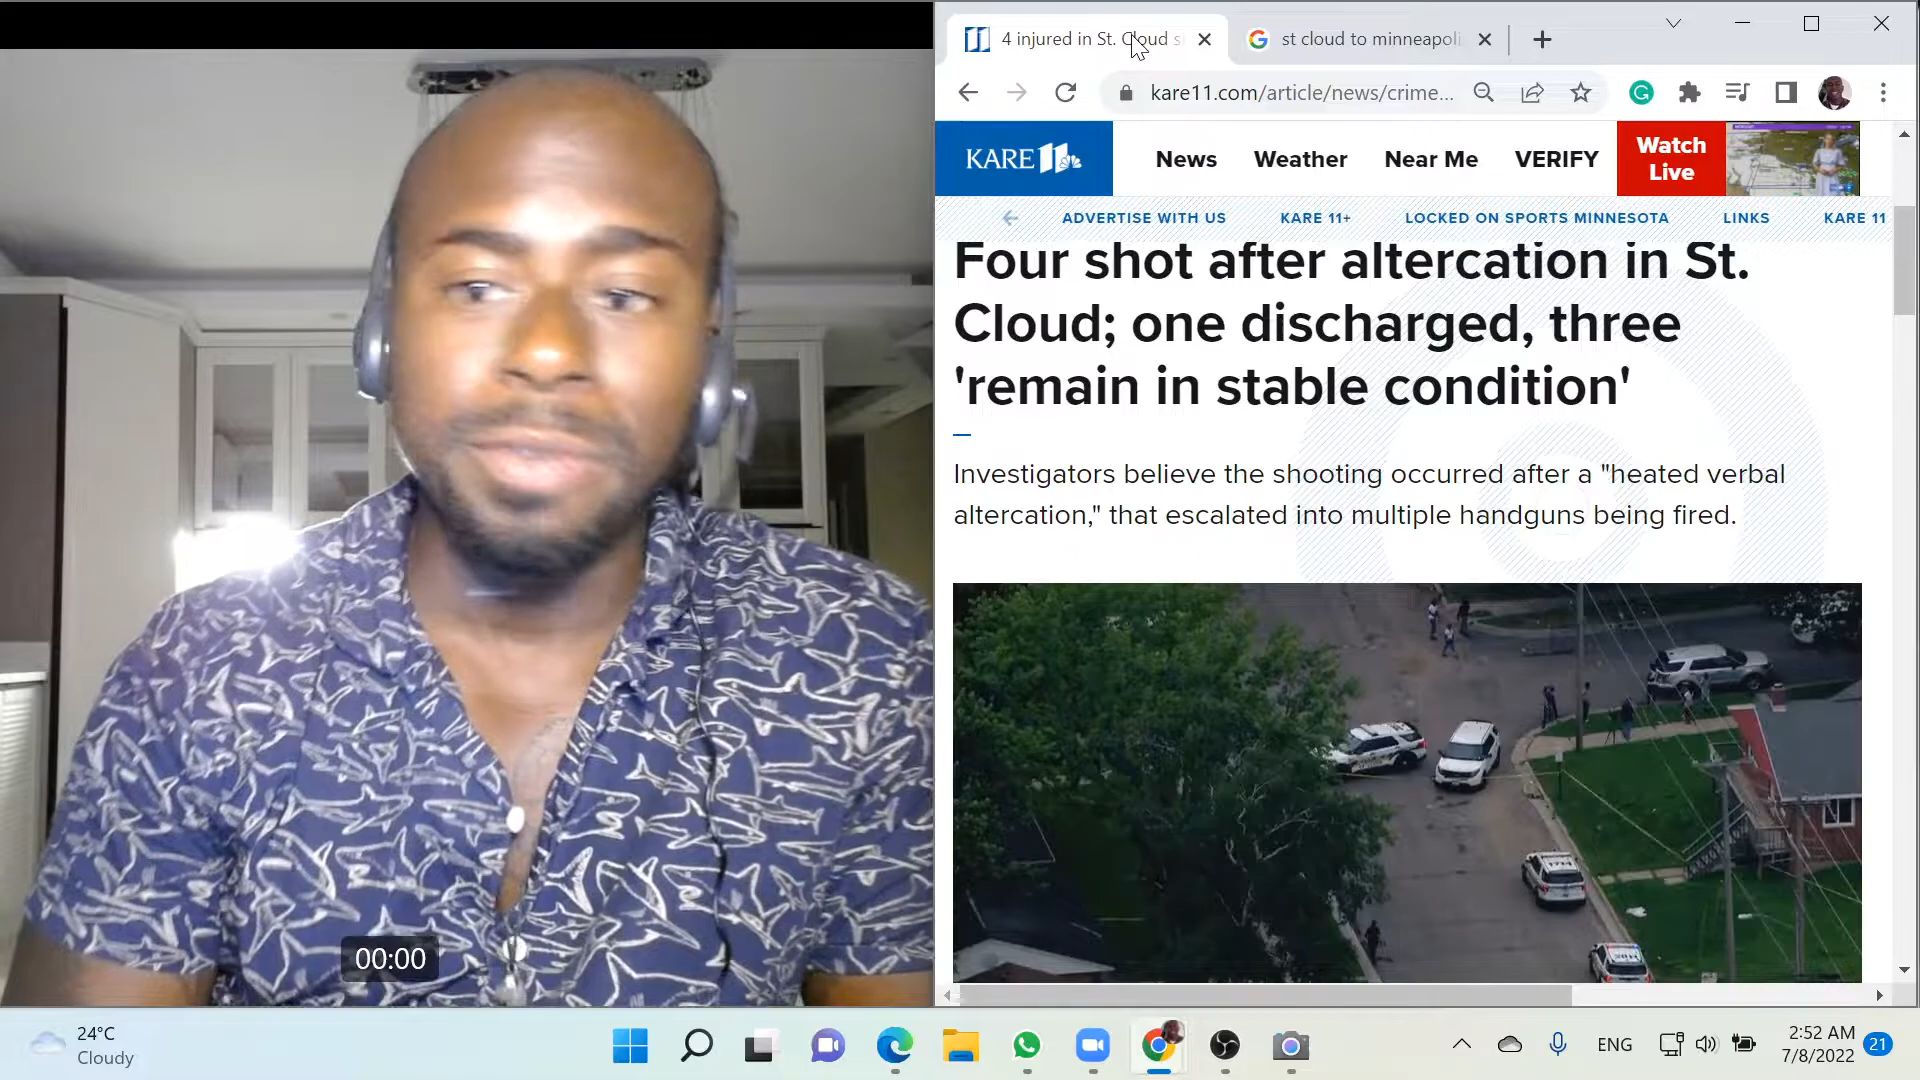 4 injured in St. Cloud s
st cloud to minneapoli
kare11.com/article/news/crime...
KARE 11
News
Weather
Near Me
VERIFY
Watch
Live
ADVERTISE WITH US
KARE 11+
LOCKED ON SPORTS MINNESOTA
LINKS
KARE 11
Four shot after altercation in St.
Cloud; one discharged, three
'remain in stable condition'
Investigators believe the shooting occurred after a "heated verbal
altercation," that escalated into multiple handguns being fired.
00:00
24°C
Cloudy
ENG
2:52 AM
7/8/2022
21